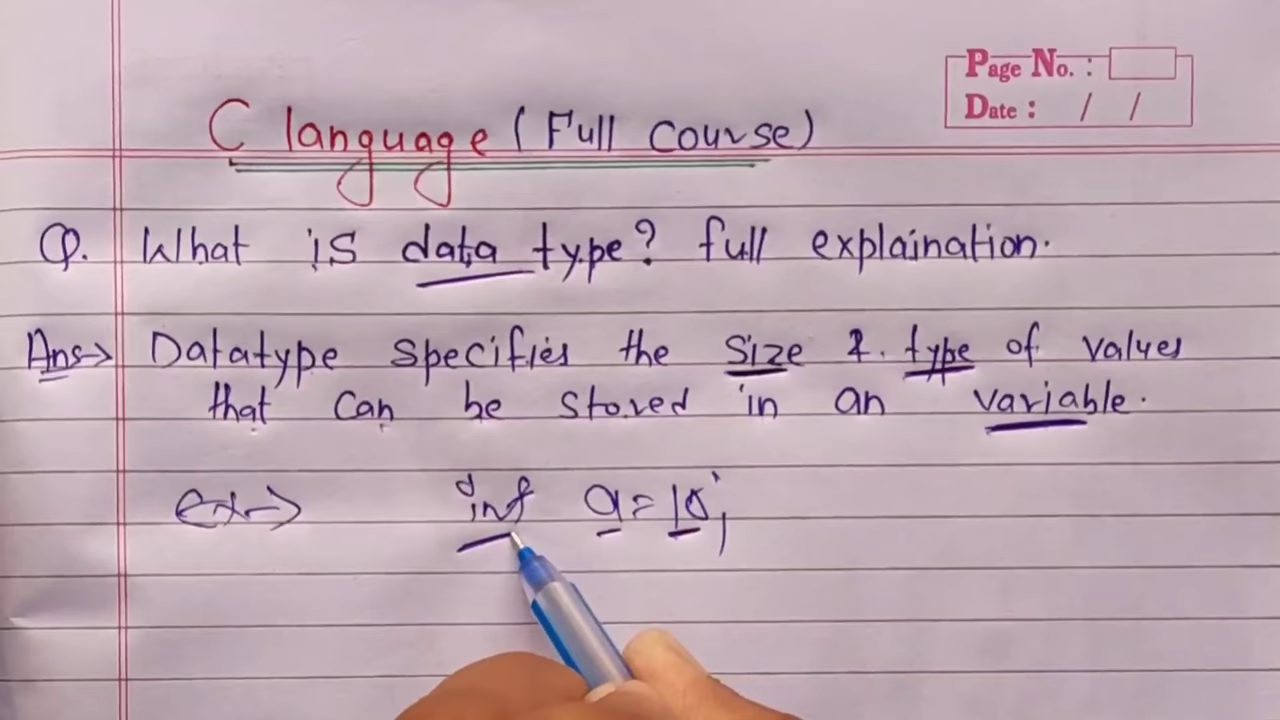 Page No. :
Date : / /
C language (Full Course)
Q. What is data type? full explaination.
Ans→ Datatype specifies the size & type of values
that can be stored in an variable.
ex→ int a = 10;